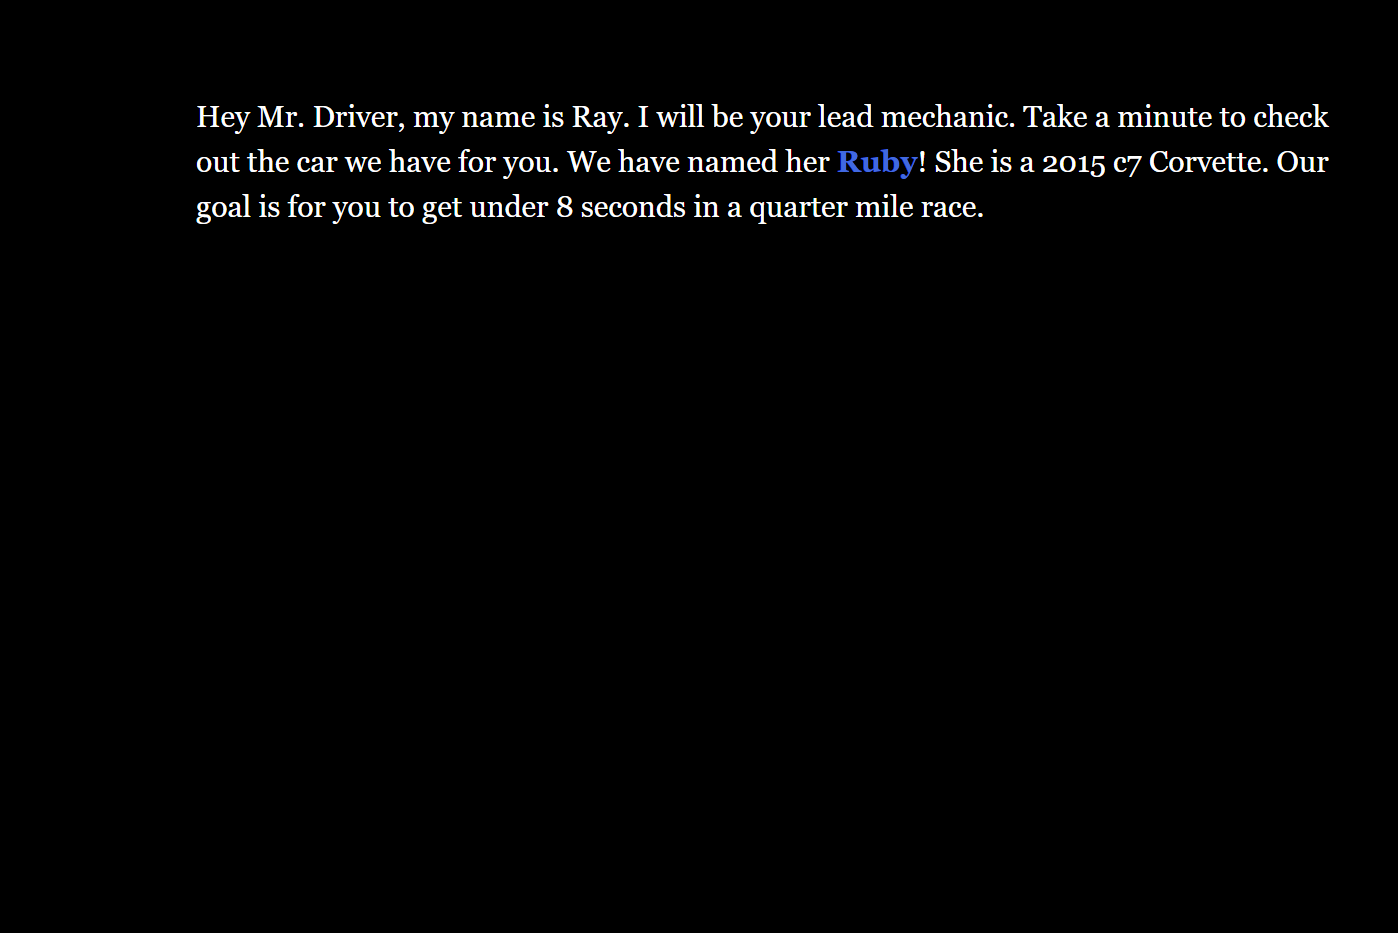 Hey Mr. Driver, my name is Ray. I will be your lead mechanic. Take a minute to check
out the car we have for you. We have named her Ruby! She is a 2015 c7 Corvette. Our
goal is for you to get under 8 seconds in a quarter mile race.